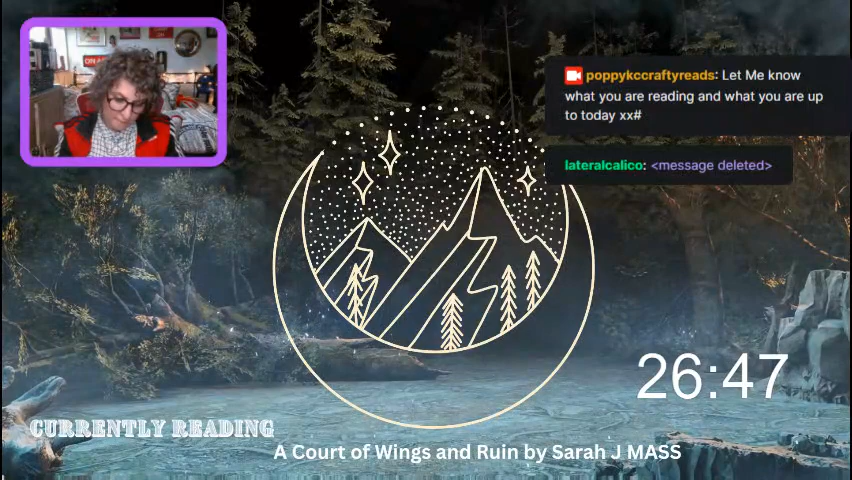 poppykccraftyreads: Let Me know
what you are reading and what you are up
to today xx#
lateralcalico: <message deleted>
26:47
CURRENTLY READING
A Court of Wings and Ruin by Sarah J MASS